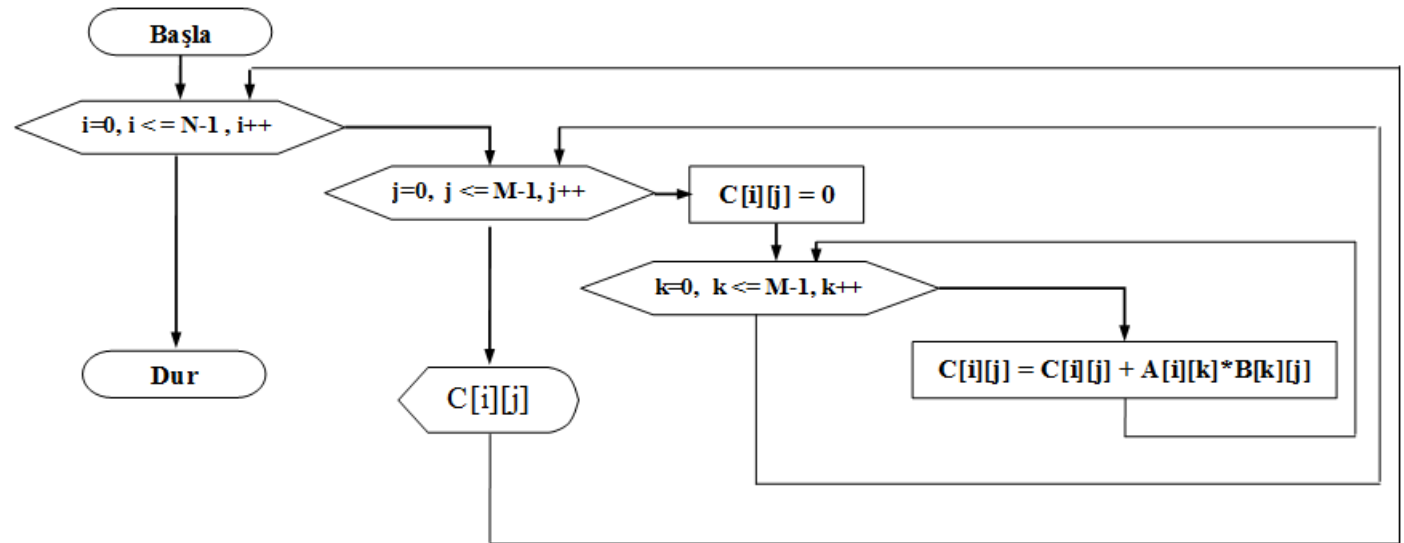 Başla
i=0, i < = N-1 , i++
j=0, j <= M-1, j++
C[i][j] = 0
k=0, k <= M-1, k++
C[i][j] = C[i][j] + A[i][k]*B[k][j]
Dur
C[i][j]